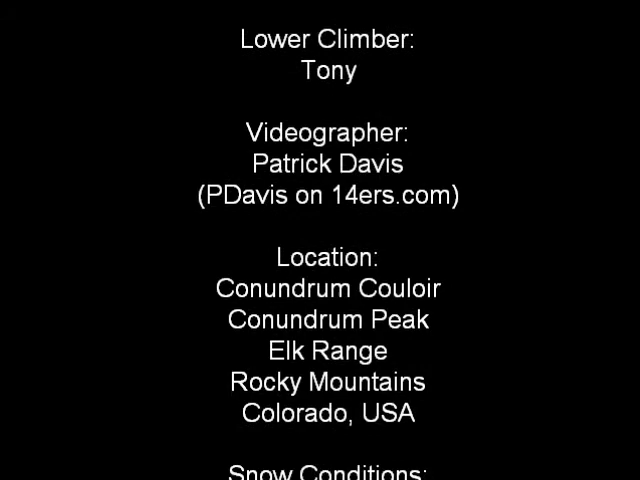 Lower Climber:
Tony
Videographer:
Patrick Davis
(PDavis on 14ers.com)
Location:
Conundrum Couloir
Conundrum Peak
Elk Range
Rocky Mountains
Colorado, USA
Snow Conditions: